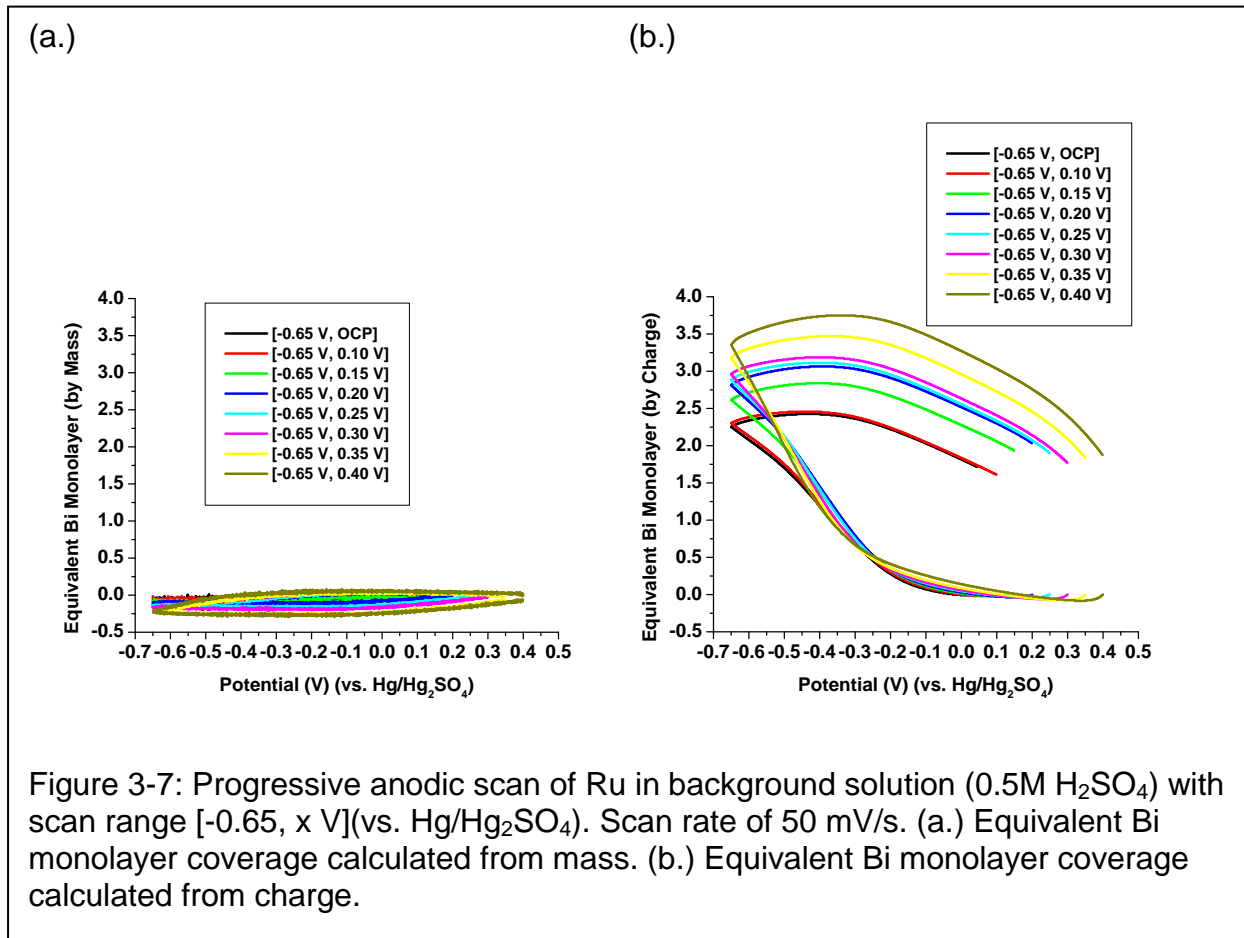 (a.)
(b.)
[-0.65 V, OCP]
[-0.65 V, 0.10 V]
[-0.65 V, 0.15 V]
[-0.65 V, 0.20 V]
[-0.65 V, 0.25 V]
[-0.65 V, 0.30 V]
[-0.65 V, 0.35 V]
[-0.65 V, 0.40 V]
Equivalent Bi Monolayer (by Mass)
4.0
3.5
3.0
2.5
2.0
1.5
1.0
0.5
0.0
-0.5
-0.7 -0.6 -0.5 -0.4 -0.3 -0.2 -0.1 0.0 0.1 0.2 0.3 0.4 0.5
Potential (V) (vs. Hg/Hg₂SO₄)
[-0.65 V, OCP]
[-0.65 V, 0.10 V]
[-0.65 V, 0.15 V]
[-0.65 V, 0.20 V]
[-0.65 V, 0.25 V]
[-0.65 V, 0.30 V]
[-0.65 V, 0.35 V]
[-0.65 V, 0.40 V]
Equivalent Bi Monolayer (by Charge)
4.0
3.5
3.0
2.5
2.0
1.5
1.0
0.5
0.0
-0.5
-0.7 -0.6 -0.5 -0.4 -0.3 -0.2 -0.1 0.0 0.1 0.2 0.3 0.4 0.5
Potential (V) (vs. Hg/Hg₂SO₄)
Figure 3-7: Progressive anodic scan of Ru in background solution (0.5M H₂SO₄) with
scan range [-0.65, x V](vs. Hg/Hg₂SO₄). Scan rate of 50 mV/s. (a.) Equivalent Bi
monolayer coverage calculated from mass. (b.) Equivalent Bi monolayer coverage
calculated from charge.